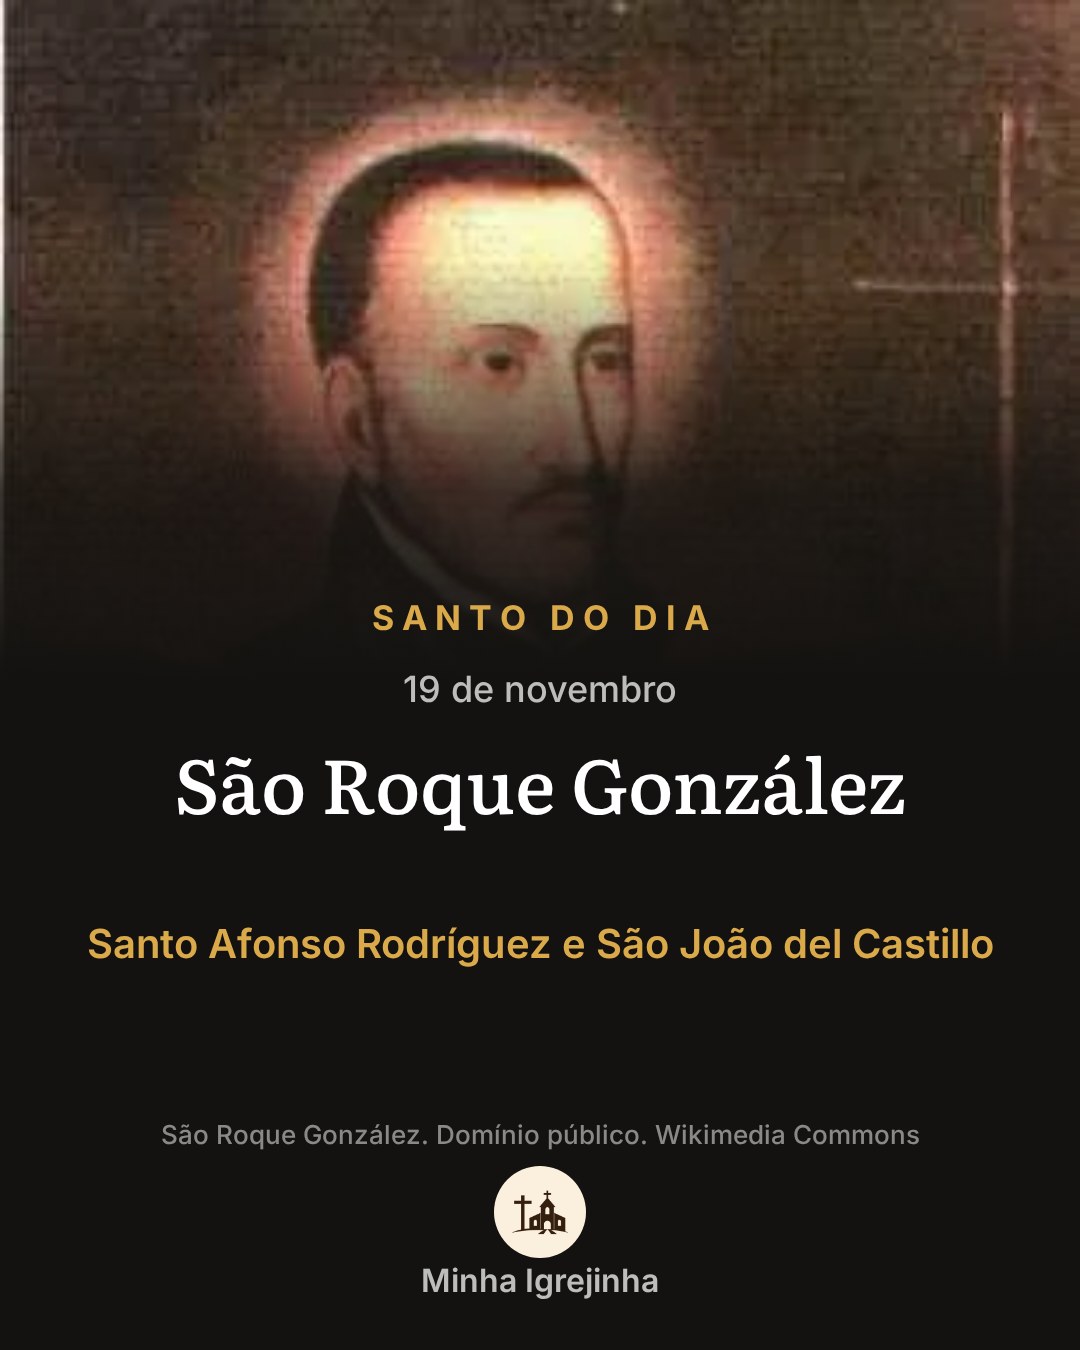 SANTO DO DIA
19 de novembro
São Roque González
Santo Afonso Rodríguez e São João del Castillo
São Roque González. Domínio público. Wikimedia Commons
Minha Igrejinha